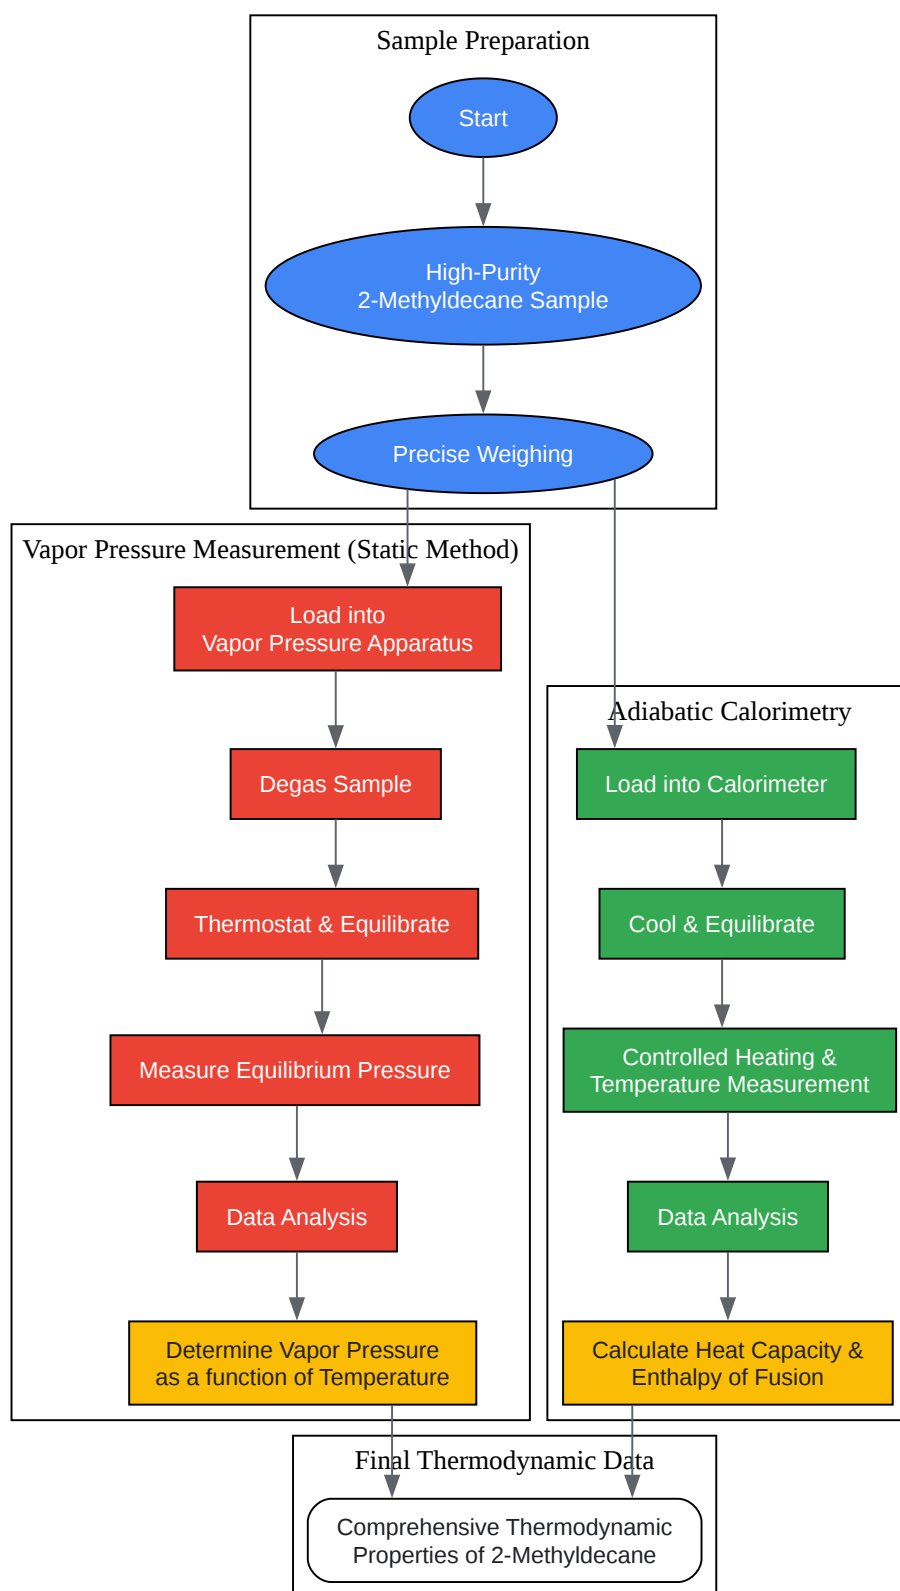 Sample Preparation
Start
High-Purity
2-Methyldecane Sample
Precise Weighing
Vapor Pressure Measurement (Static Method)
Load into
Vapor Pressure Apparatus
Degas Sample
Thermostat & Equilibrate
Measure Equilibrium Pressure
Data Analysis
Determine Vapor Pressure
as a function of Temperature
Adiabatic Calorimetry
Load into Calorimeter
Cool & Equilibrate
Controlled Heating &
Temperature Measurement
Data Analysis
Calculate Heat Capacity &
Enthalpy of Fusion
Final Thermodynamic Data
Comprehensive Thermodynamic
Properties of 2-Methyldecane